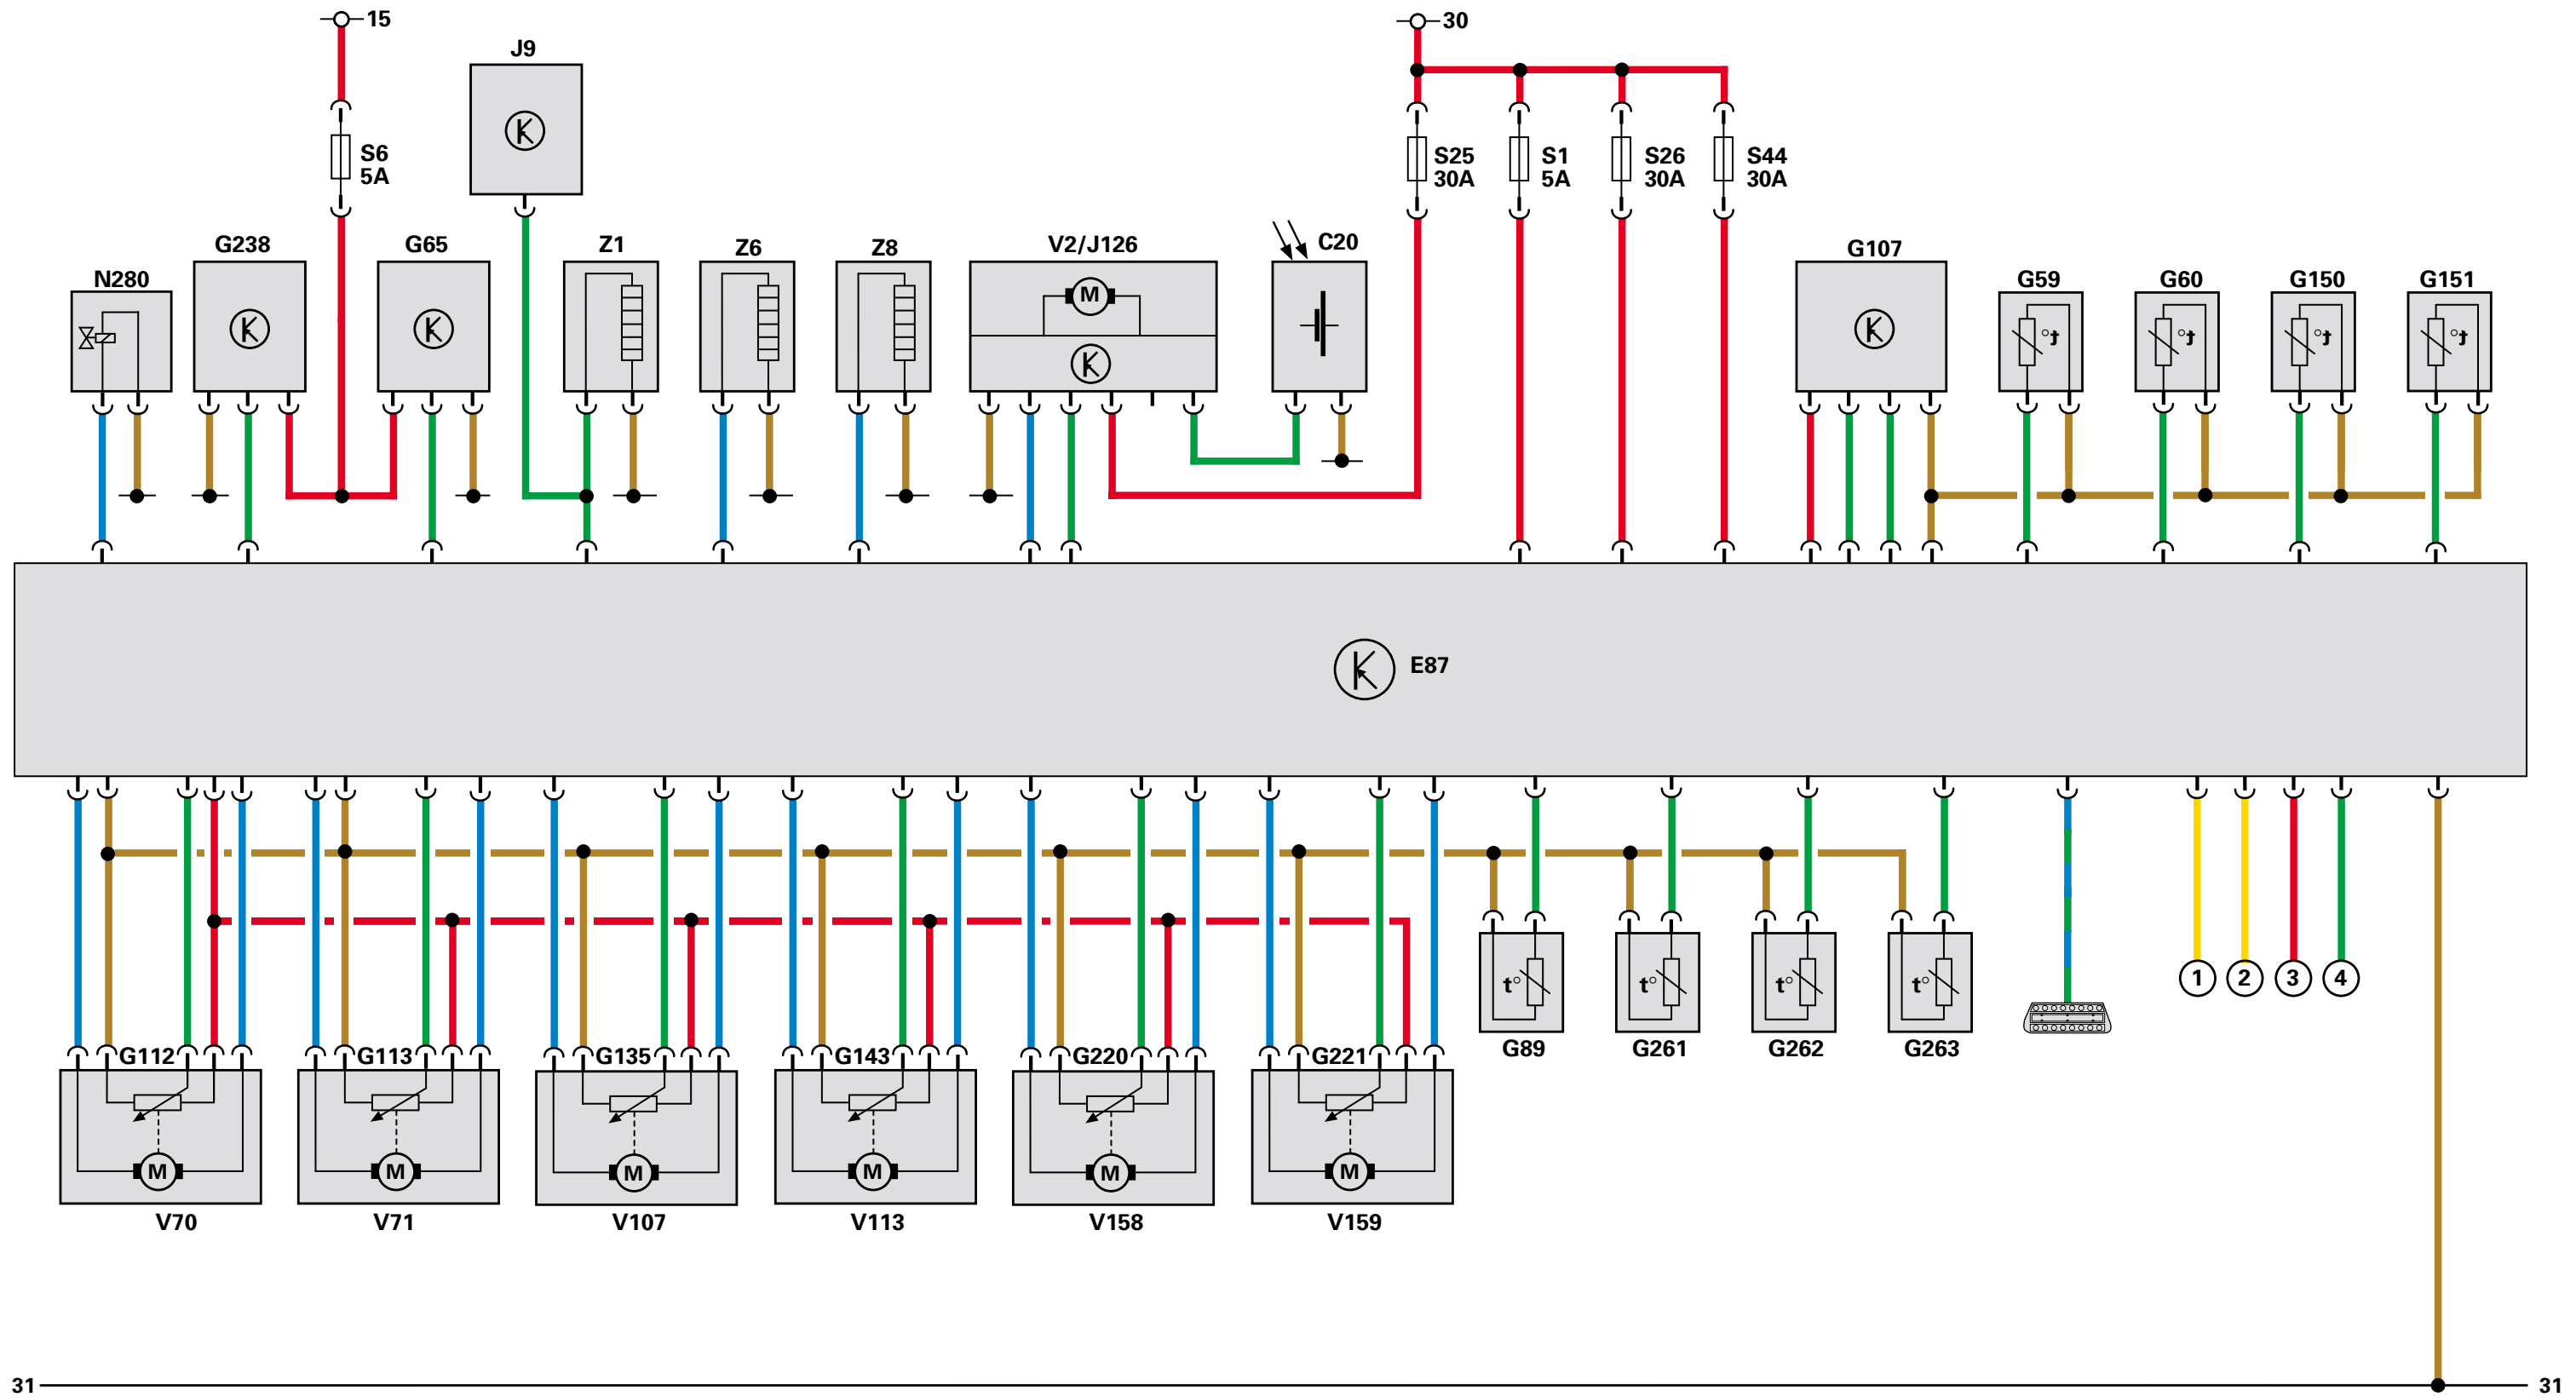 15
30
J9
S6
5A
S25
30A
S1
5A
S26
30A
S44
30A
N280
G238
G65
Z1
Z6
Z8
V2/J126
C20
G107
G59
G60
G150
G151
M
t°
t°
t°
t°
E87
G112
G113
G135
G143
G220
G221
t°
t°
t°
t°
1
2
3
4
G89
G261
G262
G263
M
M
M
M
M
M
V70
V71
V107
V113
V158
V159
31
31